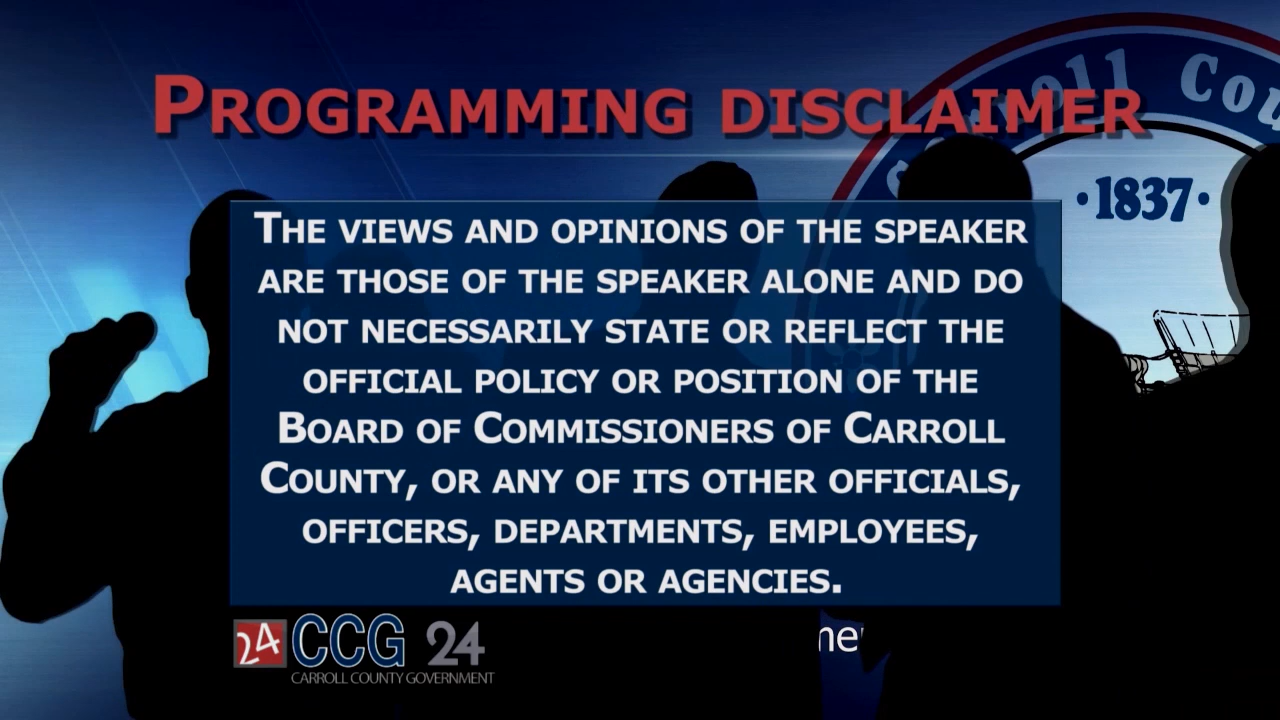 Carroll Cou
PROGRAMMING DISCLAIMER
·1837·
THE VIEWS AND OPINIONS OF THE SPEAKER
ARE THOSE OF THE SPEAKER ALONE AND DO
NOT NECESSARILY STATE OR REFLECT THE
OFFICIAL POLICY OR POSITION OF THE
BOARD OF COMMISSIONERS OF CARROLL
COUNTY, OR ANY OF ITS OTHER OFFICIALS,
OFFICERS, DEPARTMENTS, EMPLOYEES,
AGENTS OR AGENCIES.
24 CCG 24
CARROLL COUNTY GOVERNMENT